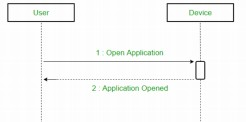 User
Device
1 : Open Application
2 : Application Opened